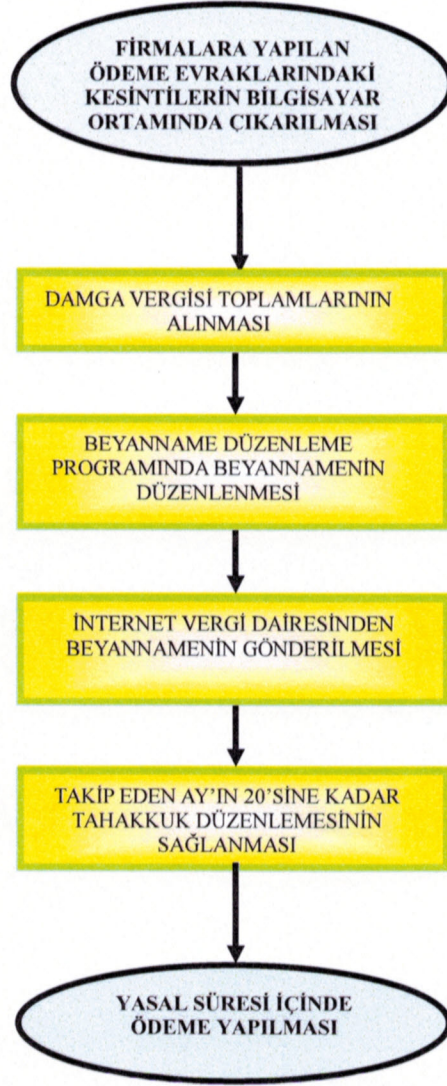 FİRMALARA YAPILAN
ÖDEME EVRAKLARINDAKİ
KESİNTİLERİN BİLGİSAYAR
ORTAMINDA ÇIKARILMASI
DAMGA VERGİSİ TOPLAMLARININ
ALINMASI
BEYANNAME DÜZENLEME
PROGRAMINDA BEYANNAMENİN
DÜZENLENMESİ
İNTERNET VERGİ DAİRESİNDEN
BEYANNAMENİN GÖNDERİLMESİ
TAKİP EDEN AY'IN 20'SİNE KADAR
TAHAKKUK DÜZENLEMESİNİN
SAĞLANMASI
YASAL SÜRESİ İÇİNDE
ÖDEME YAPILMASI